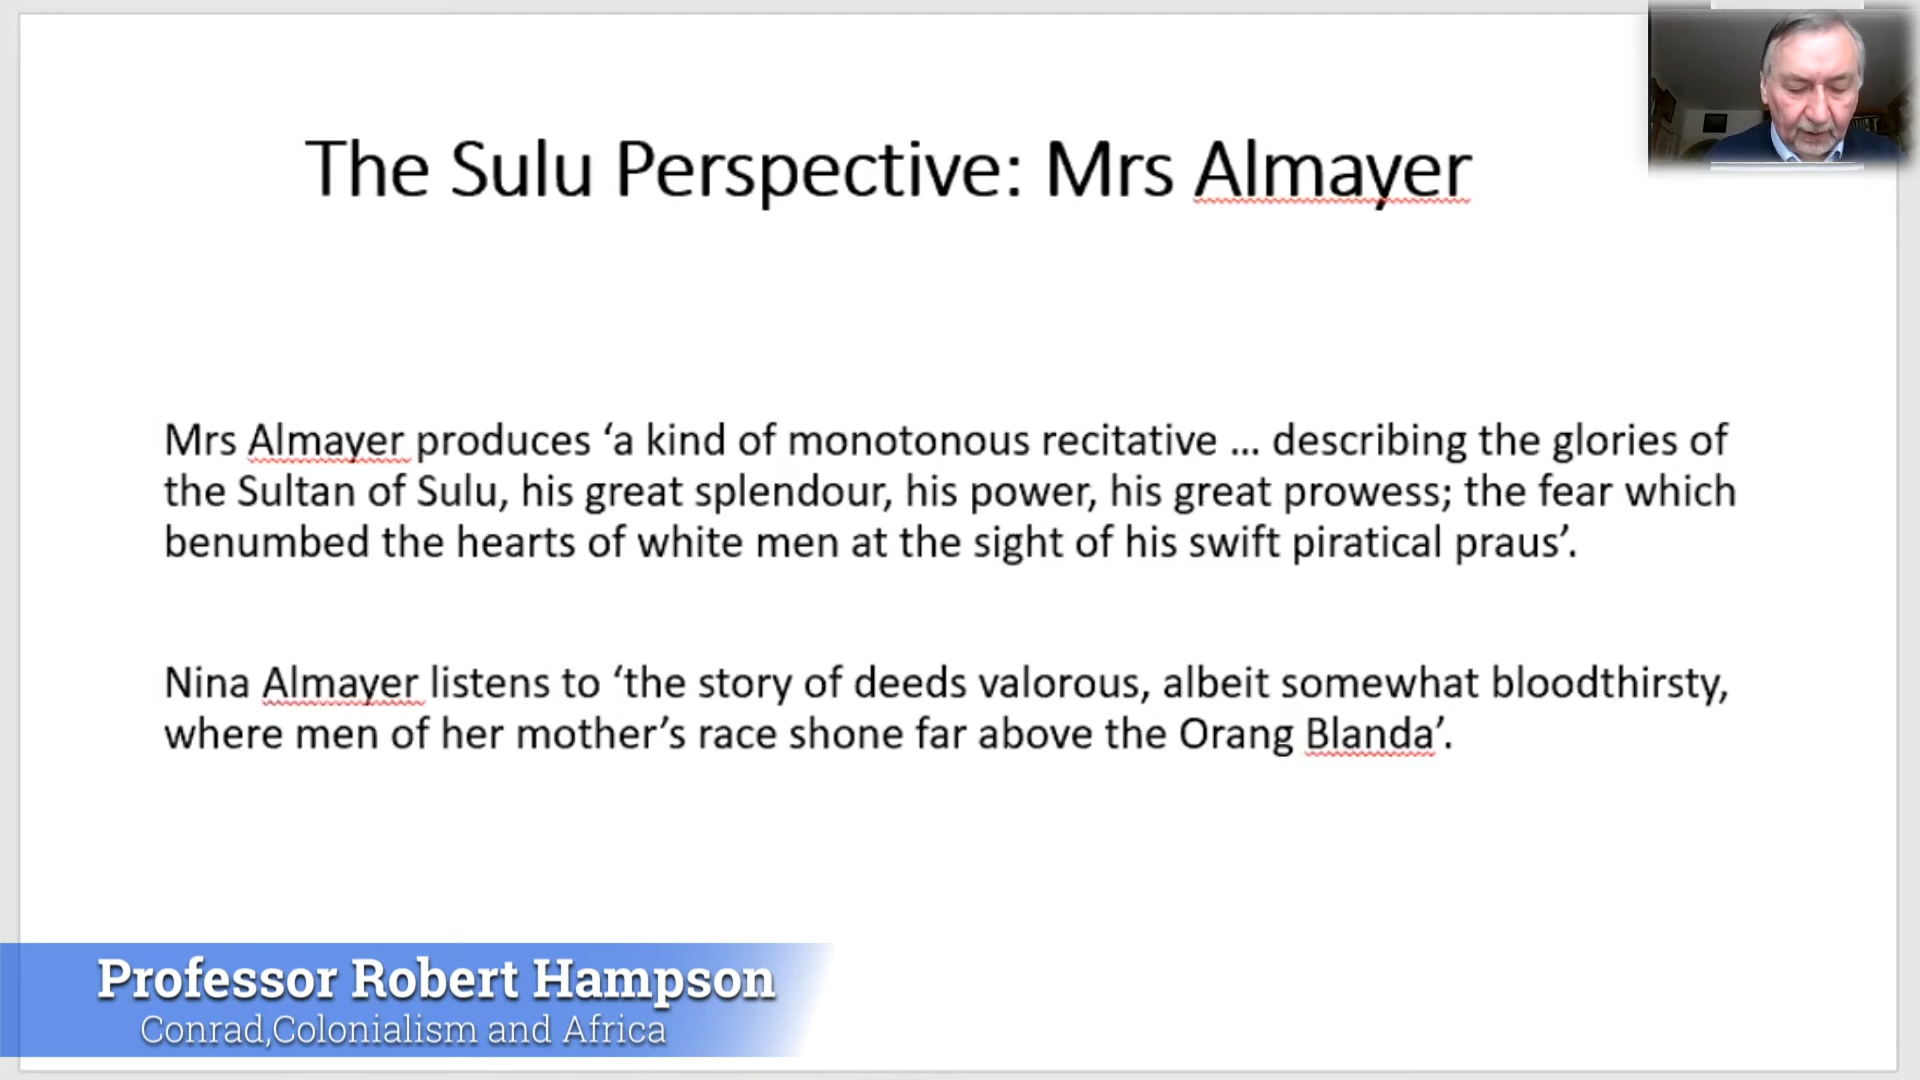 The Sulu Perspective: Mrs Almayer
Mrs Almayer produces ‘a kind of monotonous recitative ... describing the glories of
the Sultan of Sulu, his great splendour, his power, his great prowess; the fear which
benumbed the hearts of white men at the sight of his swift piratical praus’.
Nina Almayer listens to ‘the story of deeds valorous, albeit somewhat bloodthirsty,
where men of her mother’s race shone far above the Orang Blanda’.
Professor Robert Hampson
Conrad,Colonialism and Africa